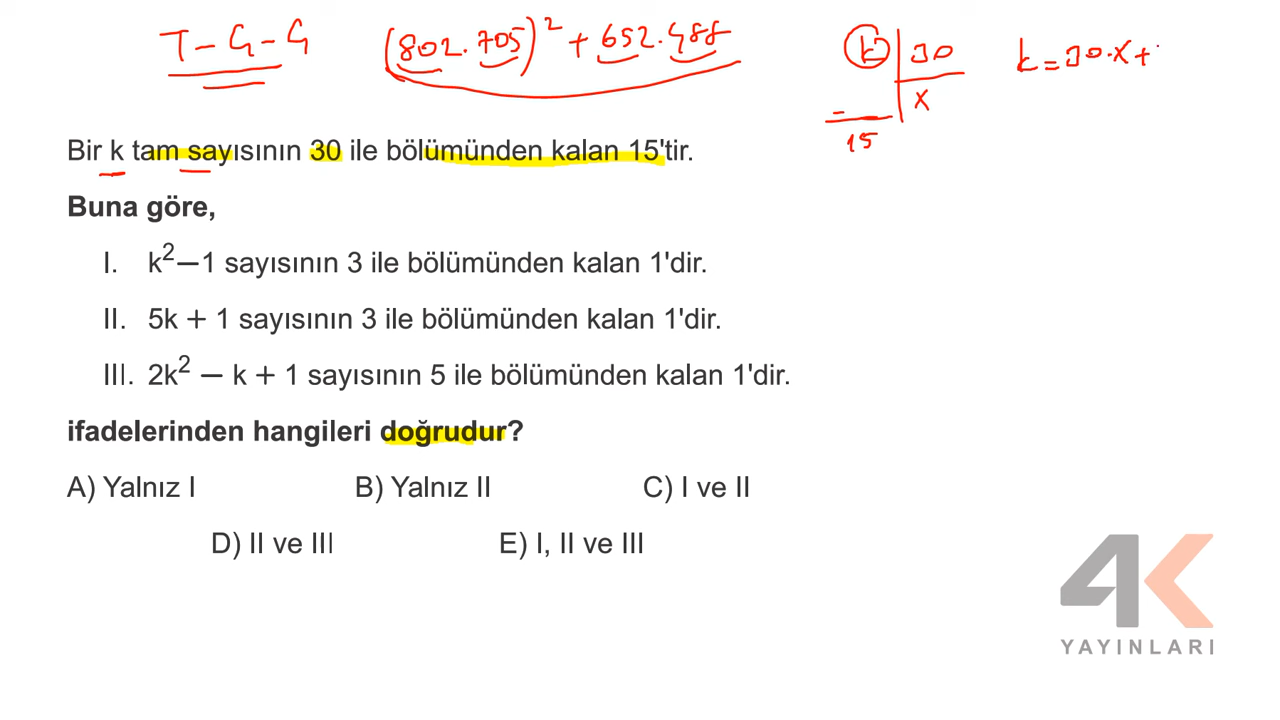 T - G - G (802.705)² + 652.488
k | 30 k = 30.x +
x
15
Bir k tam sayısının 30 ile bölümünden kalan 15'tir.
Buna göre,
I. k²−1 sayısının 3 ile bölümünden kalan 1'dir.
II. 5k + 1 sayısının 3 ile bölümünden kalan 1'dir.
III. 2k² − k + 1 sayısının 5 ile bölümünden kalan 1'dir.
ifadelerinden hangileri doğrudur?
A) Yalnız I B) Yalnız II C) I ve II
D) II ve III E) I, II ve III
4K
YAYINLARI